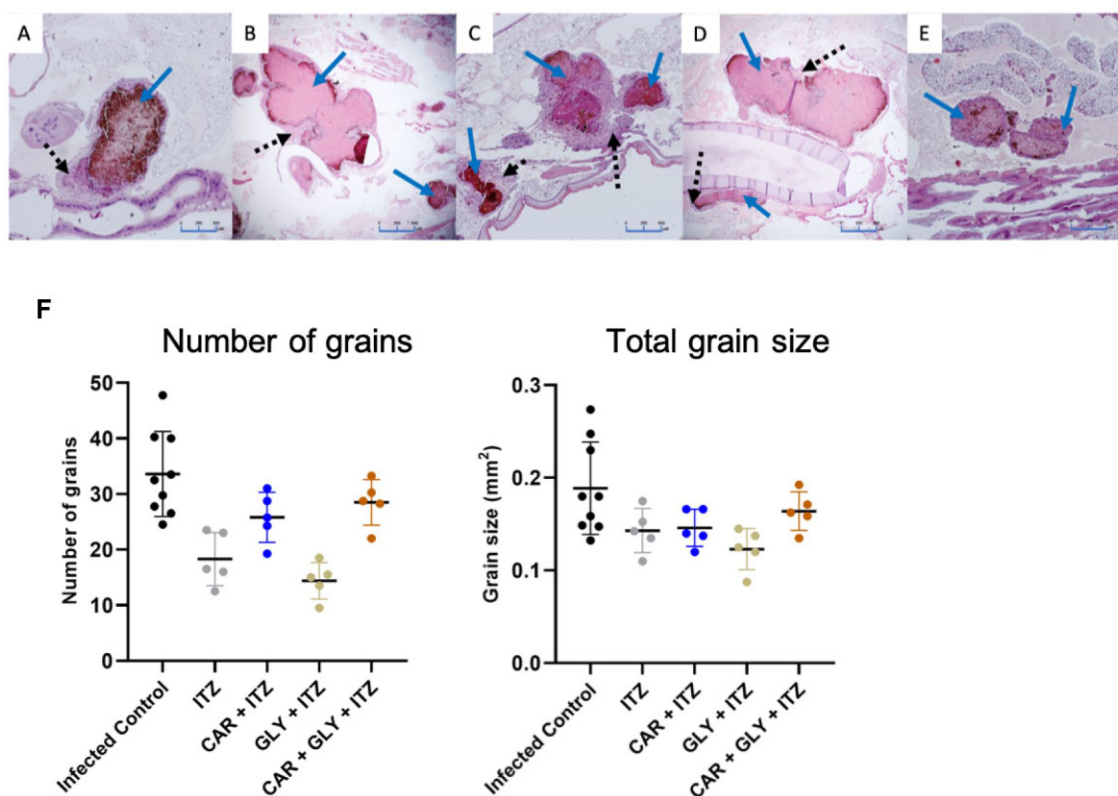 A
B
C
D
E
F
Number of grains
Total grain size
Number of grains
50
40
30
20
10
0
Infected Control
ITZ
CAR + ITZ
GLY + ITZ
CAR + GLY + ITZ
Grain size (mm²)
0.3
0.2
0.1
0.0
Infected Control
ITZ
CAR + ITZ
GLY + ITZ
CAR + GLY + ITZ